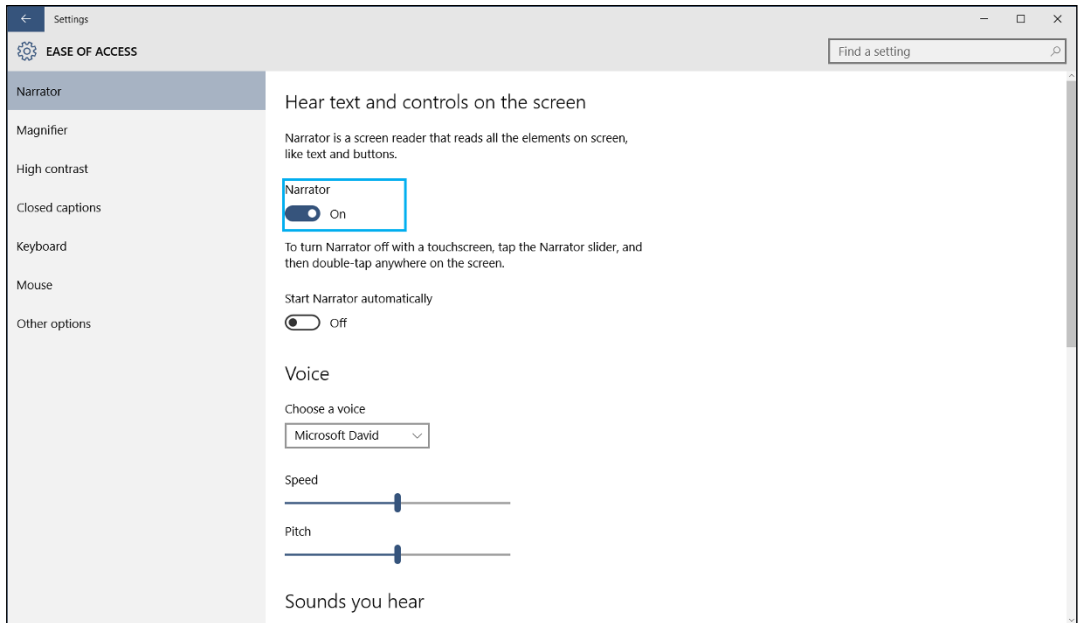 Settings
EASE OF ACCESS
Find a setting
Narrator
Magnifier
High contrast
Closed captions
Keyboard
Mouse
Other options
Hear text and controls on the screen
Narrator is a screen reader that reads all the elements on screen,
like text and buttons.
Narrator
On
To turn Narrator off with a touchscreen, tap the Narrator slider, and
then double-tap anywhere on the screen.
Start Narrator automatically
Off
Voice
Choose a voice
Microsoft David
Speed
Pitch
Sounds you hear